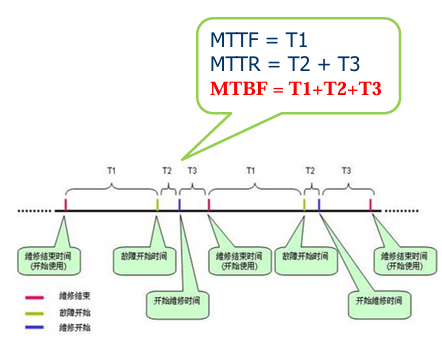 MTTF = T1
MTTR = T2 + T3
MTBF = T1+T2+T3
T1 T2 T3 T1 T2 T3
维修结束时间
(开始使用)
故障开始时间
维修结束时间
(开始使用)
故障开始时间
维修结束时间
(开始使用)
开始维修时间
开始维修时间
维修结束
故障开始
维修开始